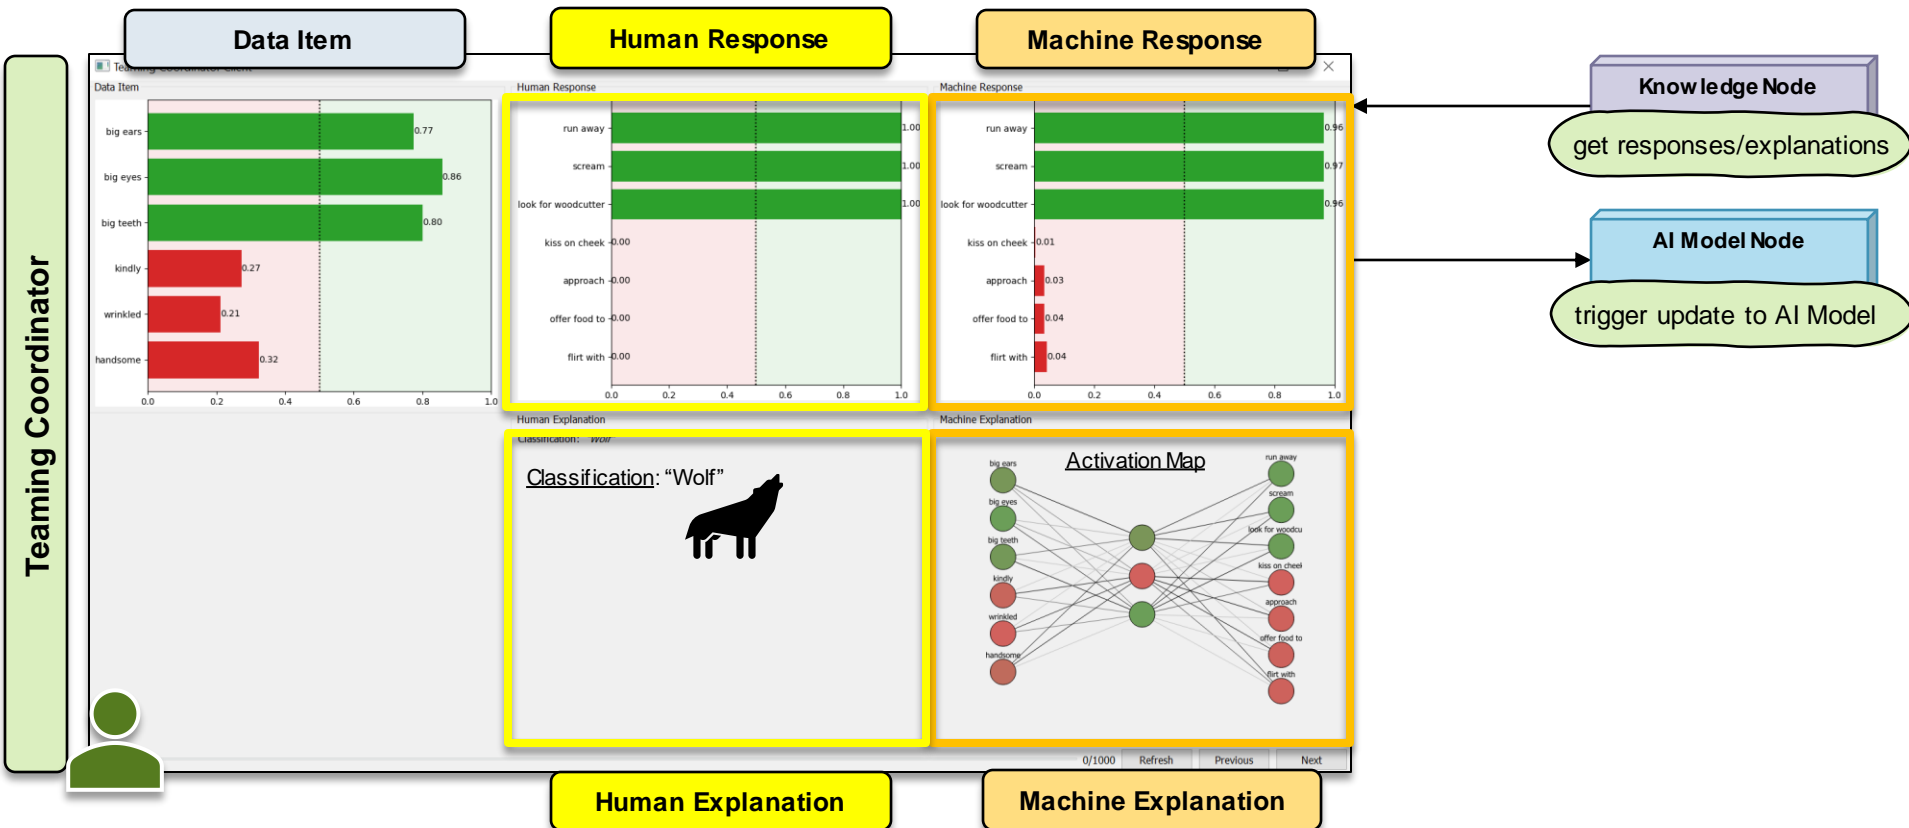 Data Item
Human Response
Machine Response
Teaming Coordinator
Teaming Coordinator Client
Data Item
big ears
0.77
big eyes
0.86
big teeth
0.80
kindly
0.27
wrinkled
0.21
handsome
0.32
0.0 0.2 0.4 0.6 0.8 1.0
Human Response
run away
1.00
scream
1.00
look for woodcutter
1.00
kiss on cheek
0.00
approach
0.00
offer food to
0.00
flirt with
0.00
0.0 0.2 0.4 0.6 0.8 1.0
Machine Response
run away
0.96
scream
0.97
look for woodcutter
0.96
kiss on cheek
0.01
approach
0.03
offer food to
0.04
flirt with
0.04
0.0 0.2 0.4 0.6 0.8 1.0
Knowledge Node
get responses/explanations
AI Model Node
trigger update to AI Model
Human Explanation
Classification: Wolf
Classification: “Wolf”
Machine Explanation
Activation Map
big ears
big eyes
big teeth
kindly
wrinkled
handsome
run away
scream
look for woodcu
kiss on cheek
approach
offer food to
flirt with
0/1000
Refresh
Previous
Next
Human Explanation
Machine Explanation